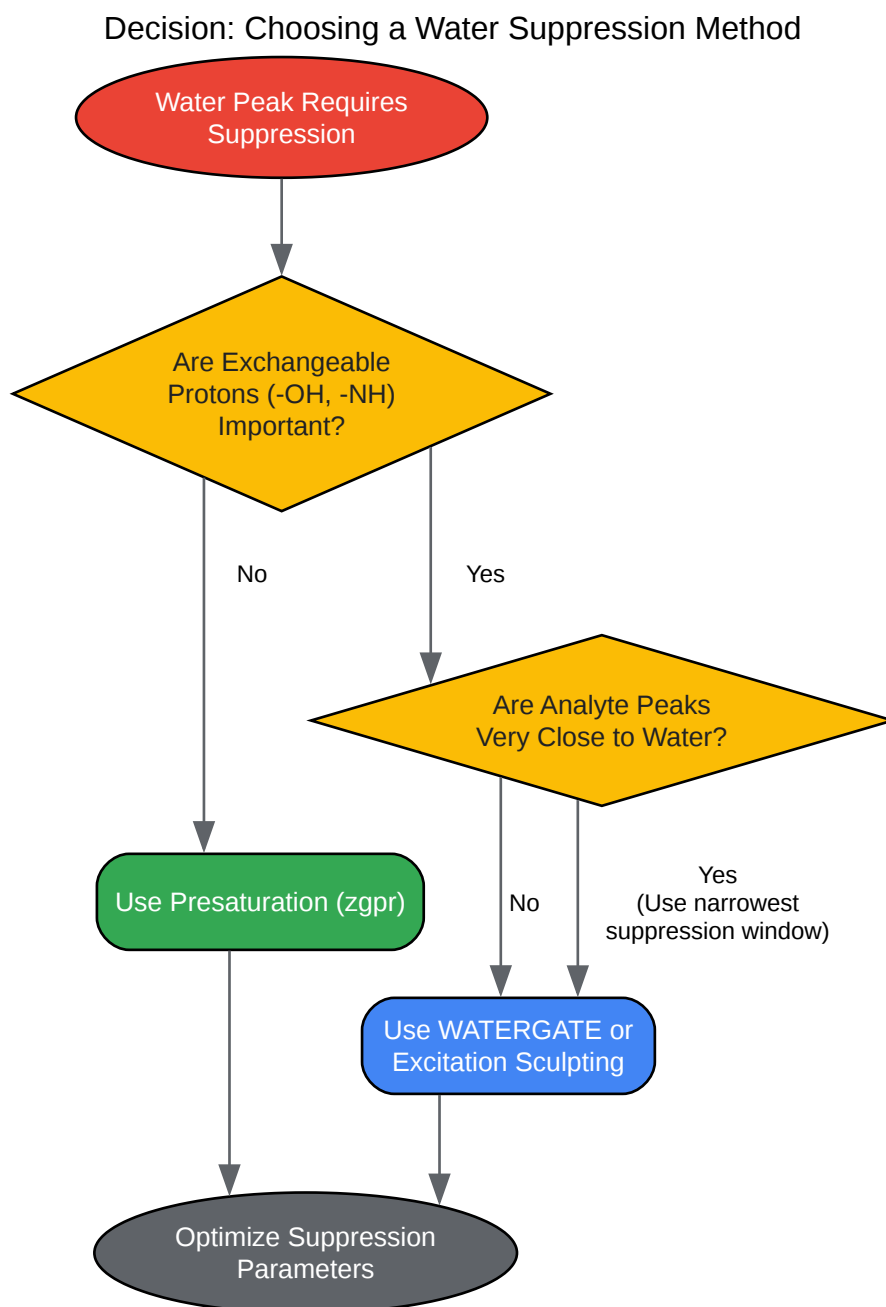 Decision: Choosing a Water Suppression Method
Water Peak Requires
Suppression
Are Exchangeable
Protons (-OH, -NH)
Important?
No
Yes
Are Analyte Peaks
Very Close to Water?
Use Presaturation (zgpr)
No
Yes
(Use narrowest
suppression window)
Use WATERGATE or
Excitation Sculpting
Optimize Suppression
Parameters